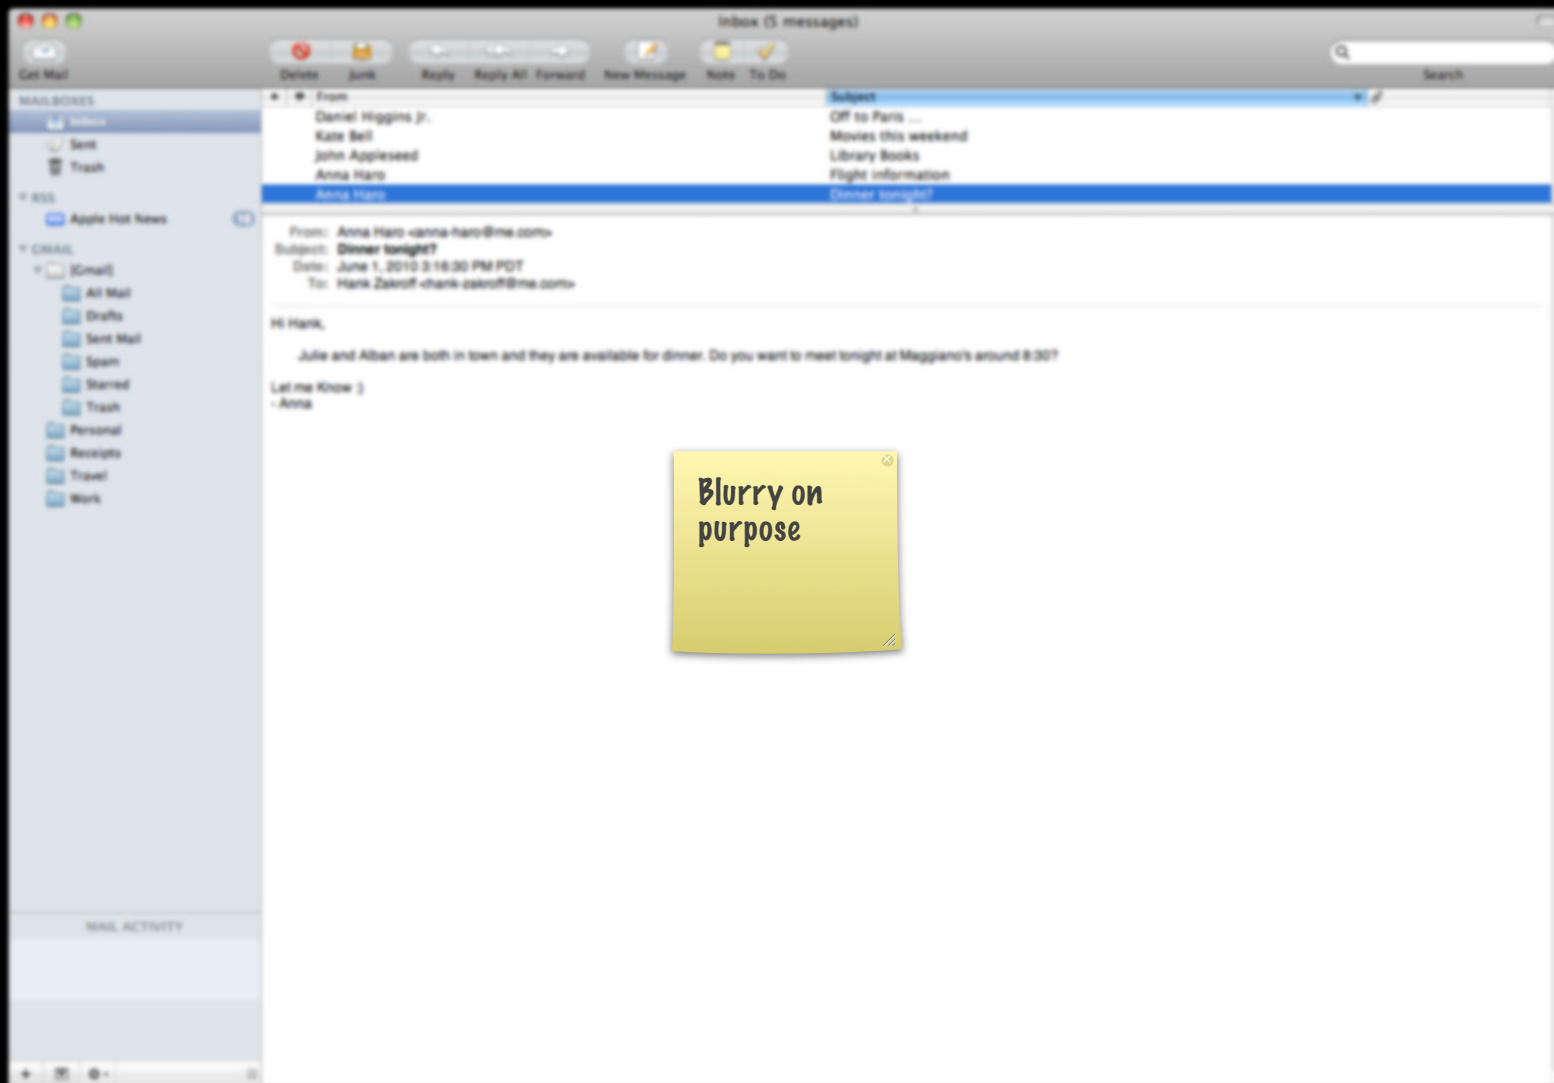 Inbox (5 messages)
Get Mail
Delete Junk Reply Reply All Forward New Message Note To Do
Search
MAILBOXES
Inbox
Sent
Trash
RSS
Apple Hot News
GMAIL
[Gmail]
All Mail
Drafts
Sent Mail
Spam
Starred
Trash
Personal
Receipts
Travel
Work
MAIL ACTIVITY
From Subject
Daniel Higgins Jr. Off to Paris ...
Kate Bell Movies this weekend
John Appleseed Library Books
Anna Haro Flight information
Anna Haro Dinner tonight?
From: Anna Haro <anna-haro@me.com>
Subject: Dinner tonight?
Date: June 1, 2010 3:16:30 PM PDT
To: Hank Zakroff <hank-zakroff@me.com>
Hi Hank,
Julie and Alban are both in town and they are available for dinner. Do you want to meet tonight at Maggiano's around 8:30?
Let me Know :)
- Anna
Blurry on
purpose